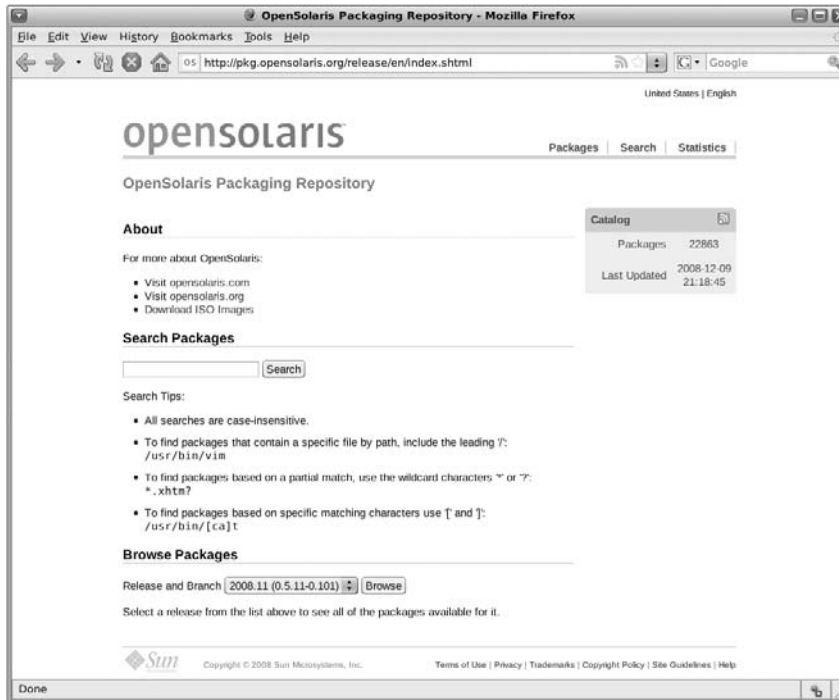 OpenSolaris Packaging Repository - Mozilla Firefox
File Edit View History Bookmarks Tools Help
http://pkg.opensolaris.org/release/en/index.shtml
Google
United States | English
opensolaris
Packages | Search | Statistics
OpenSolaris Packaging Repository
About
For more about OpenSolaris:
• Visit opensolaris.com
• Visit opensolaris.org
• Download ISO Images
Catalog
Packages 22863
Last Updated 2008-12-09
21:18:45
Search Packages
Search
Search Tips:
• All searches are case-insensitive.
• To find packages that contain a specific file by path, include the leading '/':
/usr/bin/vim
• To find packages based on a partial match, use the wildcard characters '*' or '?':
*.xhtm?
• To find packages based on specific matching characters use '[' and ']':
/usr/bin/[ca]t
Browse Packages
Release and Branch 2008.11 (0.5.11-0.101) Browse
Select a release from the list above to see all of the packages available for it.
Sun Copyright © 2008 Sun Microsystems, Inc. Terms of Use | Privacy | Trademarks | Copyright Policy | Site Guidelines | Help
Done